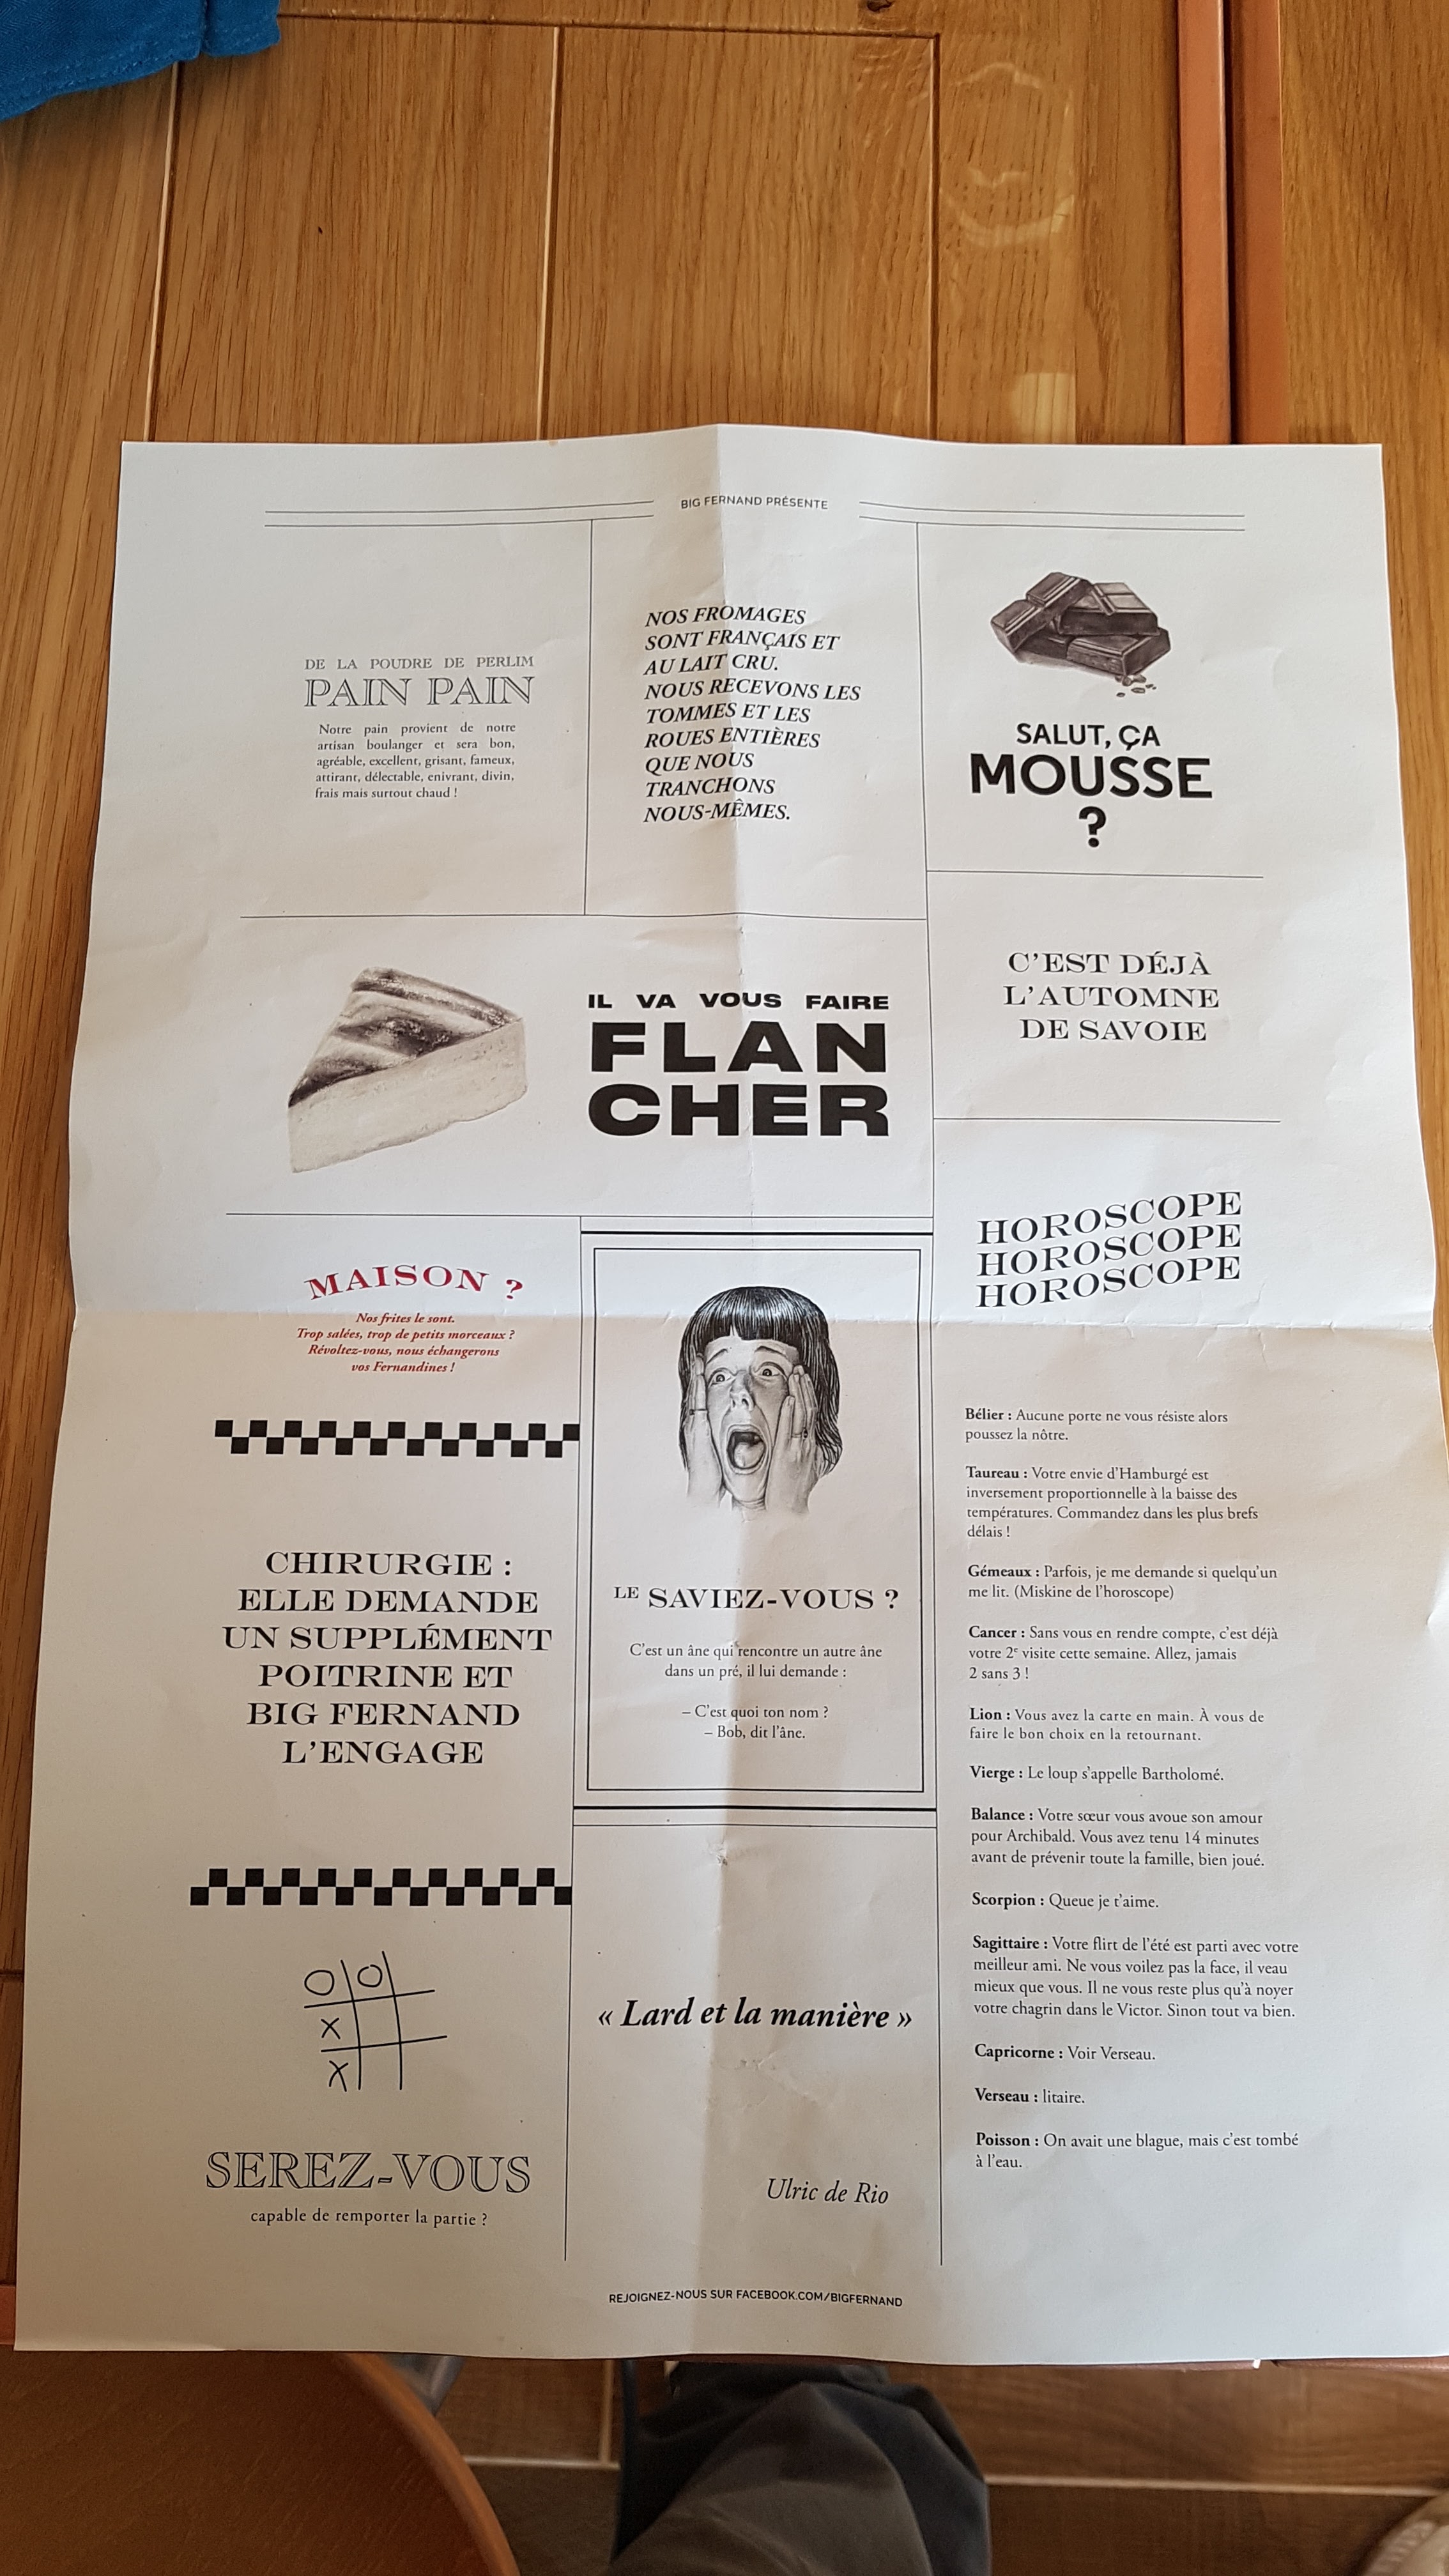 BIG FERNAND PRÉSENTE
DE LA POUDRE DE PERLIM
PAIN PAIN
Notre pain provient de notre
artisan boulanger et sera bon,
agréable, excellent, grisant, fameux,
attirant, délectable, enivrant, divin,
frais mais surtout chaud !
NOS FROMAGES
SONT FRANÇAIS ET
AU LAIT CRU.
NOUS RECEVONS LES
TOMMES ET LES
ROUES ENTIÈRES
QUE NOUS
TRANCHONS
NOUS-MÊMES.
SALUT, ÇA
MOUSSE
?
IL VA VOUS FAIRE
FLAN
CHER
C'EST DÉJÀ
L'AUTOMNE
DE SAVOIE
MAISON ?
Nos frites le sont.
Trop salées, trop de petits morceaux ?
Révoltez-vous, nous échangerons
vos Fernandines !
CHIRURGIE :
ELLE DEMANDE
UN SUPPLÉMENT
POITRINE ET
BIG FERNAND
L'ENGAGE
O O
X
X
SEREZ-VOUS
capable de remporter la partie ?
LE SAVIEZ-VOUS ?
C'est un âne qui rencontre un autre âne
dans un pré, il lui demande :
– C'est quoi ton nom ?
– Bob, dit l'âne.
« Lard et la manière »
Ulric de Rio
HOROSCOPE
HOROSCOPE
HOROSCOPE
Bélier : Aucune porte ne vous résiste alors
poussez la nôtre.
Taureau : Votre envie d'Hamburgé est
inversement proportionnelle à la baisse des
températures. Commandez dans les plus brefs
délais !
Gémeaux : Parfois, je me demande si quelqu'un
me lit. (Miskine de l'horoscope)
Cancer : Sans vous en rendre compte, c'est déjà
votre 2e visite cette semaine. Allez, jamais
2 sans 3 !
Lion : Vous avez la carte en main. À vous de
faire le bon choix en la retournant.
Vierge : Le loup s'appelle Bartholomé.
Balance : Votre sœur vous avoue son amour
pour Archibald. Vous avez tenu 14 minutes
avant de prévenir toute la famille, bien joué.
Scorpion : Queue je t'aime.
Sagittaire : Votre flirt de l'été est parti avec votre
meilleur ami. Ne vous voilez pas la face, il veau
mieux que vous. Il ne vous reste plus qu'à noyer
votre chagrin dans le Victor. Sinon tout va bien.
Capricorne : Voir Verseau.
Verseau : litaire.
Poisson : On avait une blague, mais c'est tombé
à l'eau.
REJOIGNEZ-NOUS SUR FACEBOOK.COM/BIGFERNAND